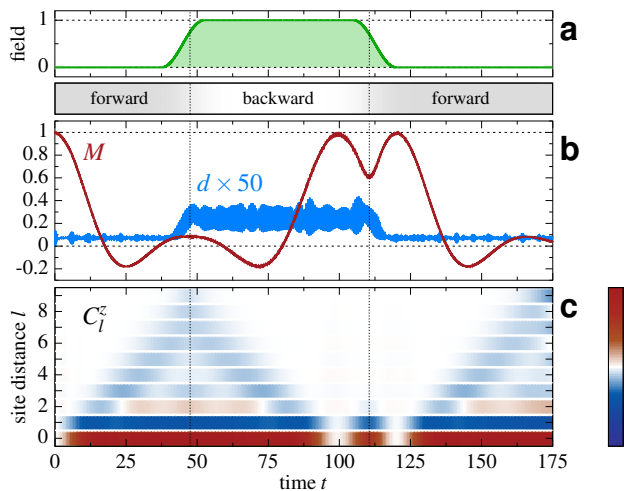 1
field
a
0
forward backward forward
1
M
b
0.8
0.6
d × 50
0.4
0.2
0
-0.2
C_l^z
c
8
6
site distance l
4
2
0
0 25 50 75 100 125 150 175
time t